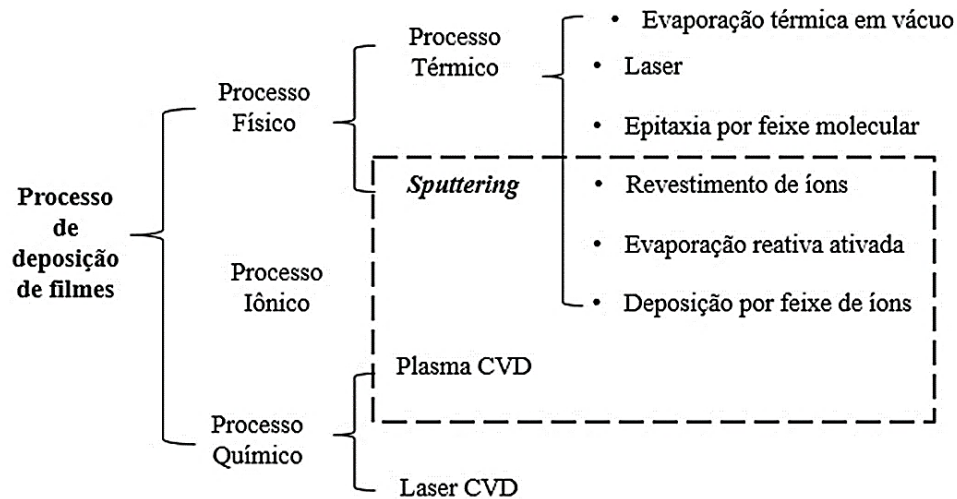 Processo
de
deposição
de filmes
Processo
Físico
Processo
Térmico
• Evaporação térmica em vácuo
• Laser
• Epitaxia por feixe molecular
Sputtering
• Revestimento de íons
• Evaporação reativa ativada
• Deposição por feixe de íons
Processo
Iônico
Processo
Químico
Plasma CVD
Laser CVD